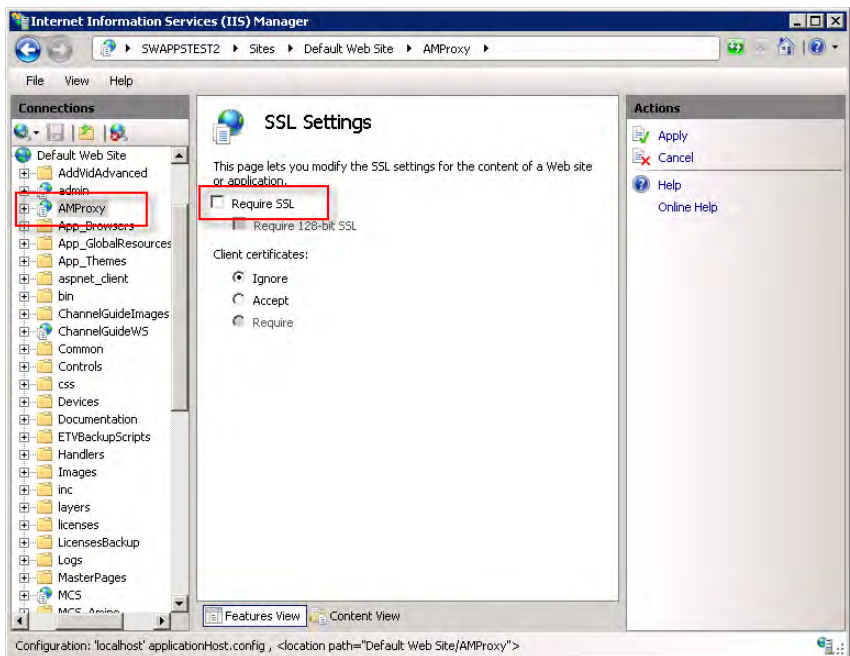 Internet Information Services (IIS) Manager
SWAPPSTEST2 Sites Default Web Site AMProxy
File View Help
Connections
Default Web Site
AddVidAdvanced
admin
AMProxy
App_Browsers
App_GlobalResources
App_Themes
aspnet_client
bin
ChannelGuideImages
ChannelGuideWS
Common
Controls
css
Devices
Documentation
ETVBackupScripts
Handlers
Images
inc
layers
licenses
LicensesBackup
Logs
MasterPages
MCS
MCS_Amino
SSL Settings
This page lets you modify the SSL settings for the content of a Web site
or application.
Require SSL
Require 128-bit SSL
Client certificates:
Ignore
Accept
Require
Features View Content View
Actions
Apply
Cancel
Help
Online Help
Configuration: 'localhost' applicationHost.config , <location path="Default Web Site/AMProxy">